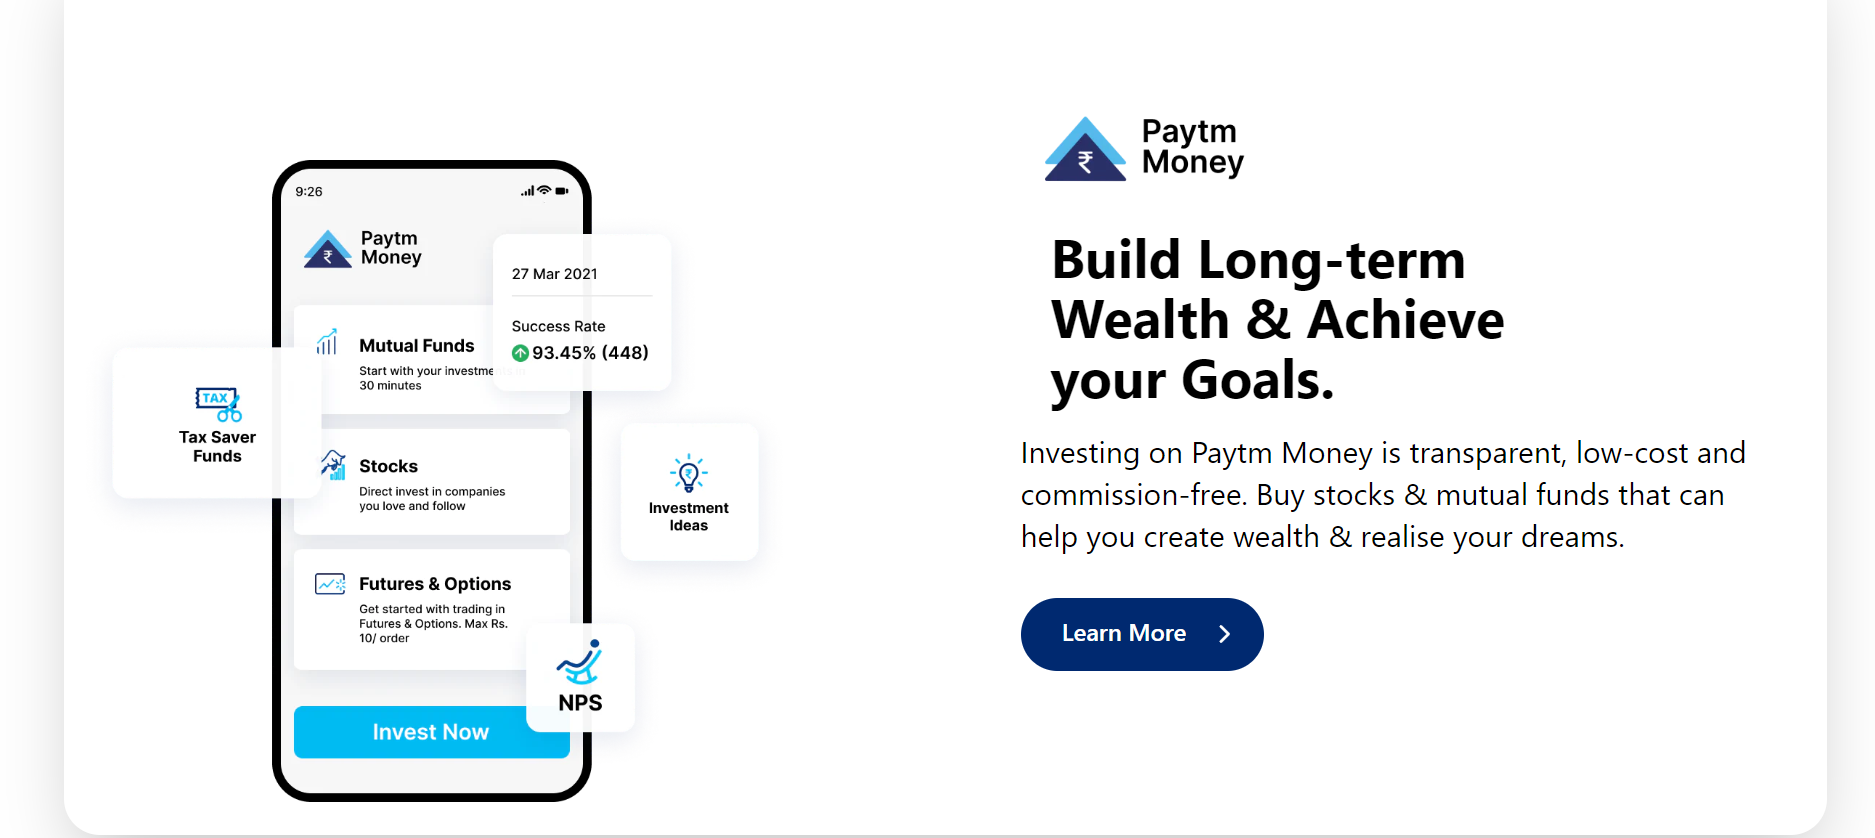 9:26
Paytm
Money
27 Mar 2021
Success Rate
93.45% (448)
Mutual Funds
Start with your investme
30 minutes
TAX
Tax Saver
Funds
Stocks
Direct invest in companies
you love and follow
₹
Investment
Ideas
Futures & Options
Get started with trading in
Futures & Options. Max Rs.
10/ order
NPS
Invest Now
₹
Paytm
Money
Build Long-term
Wealth & Achieve
your Goals.
Investing on Paytm Money is transparent, low-cost and
commission-free. Buy stocks & mutual funds that can
help you create wealth & realise your dreams.
Learn More